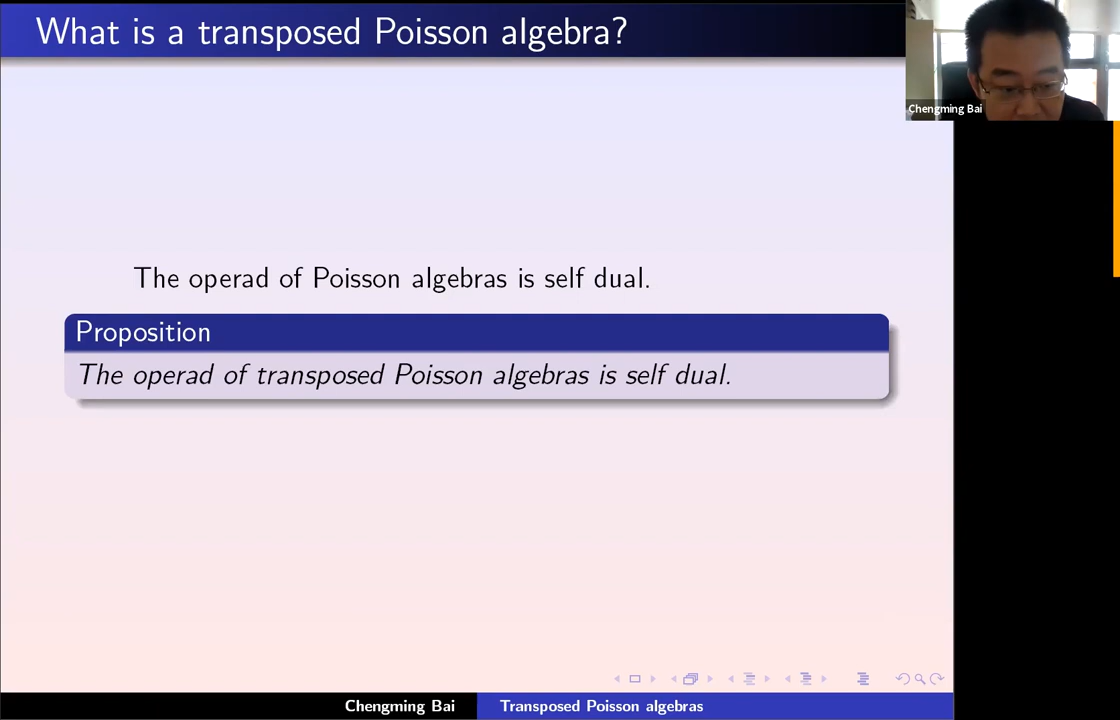 What is a transposed Poisson algebra?
Chengming Bai
The operad of Poisson algebras is self dual.
Proposition
The operad of transposed Poisson algebras is self dual.
Chengming Bai
Transposed Poisson algebras